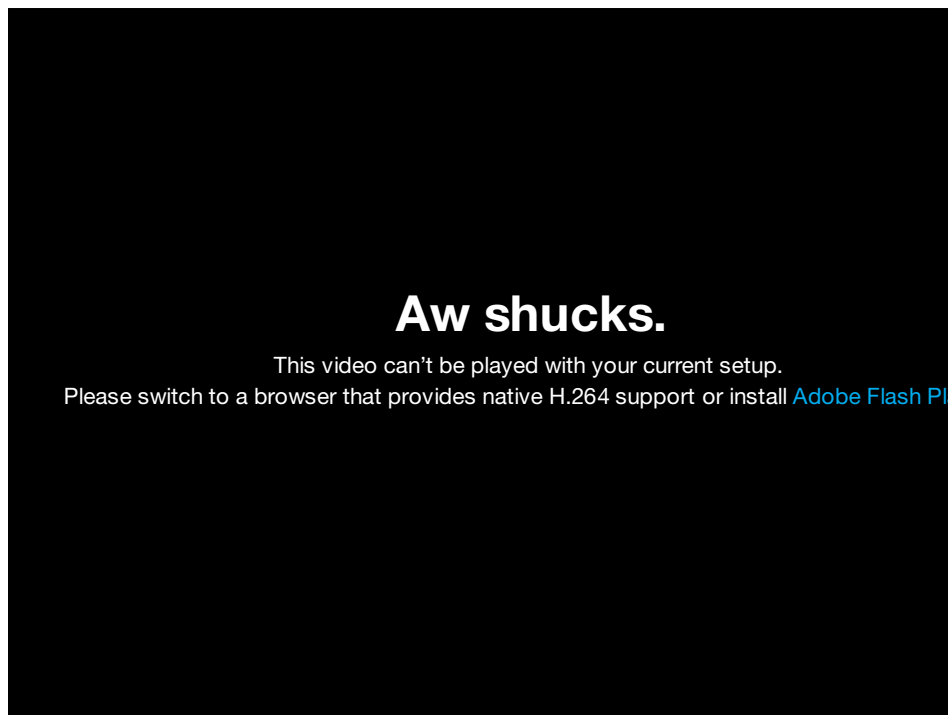 Aw shucks.
This video can’t be played with your current setup.
Please switch to a browser that provides native H.264 support or install Adobe Flash